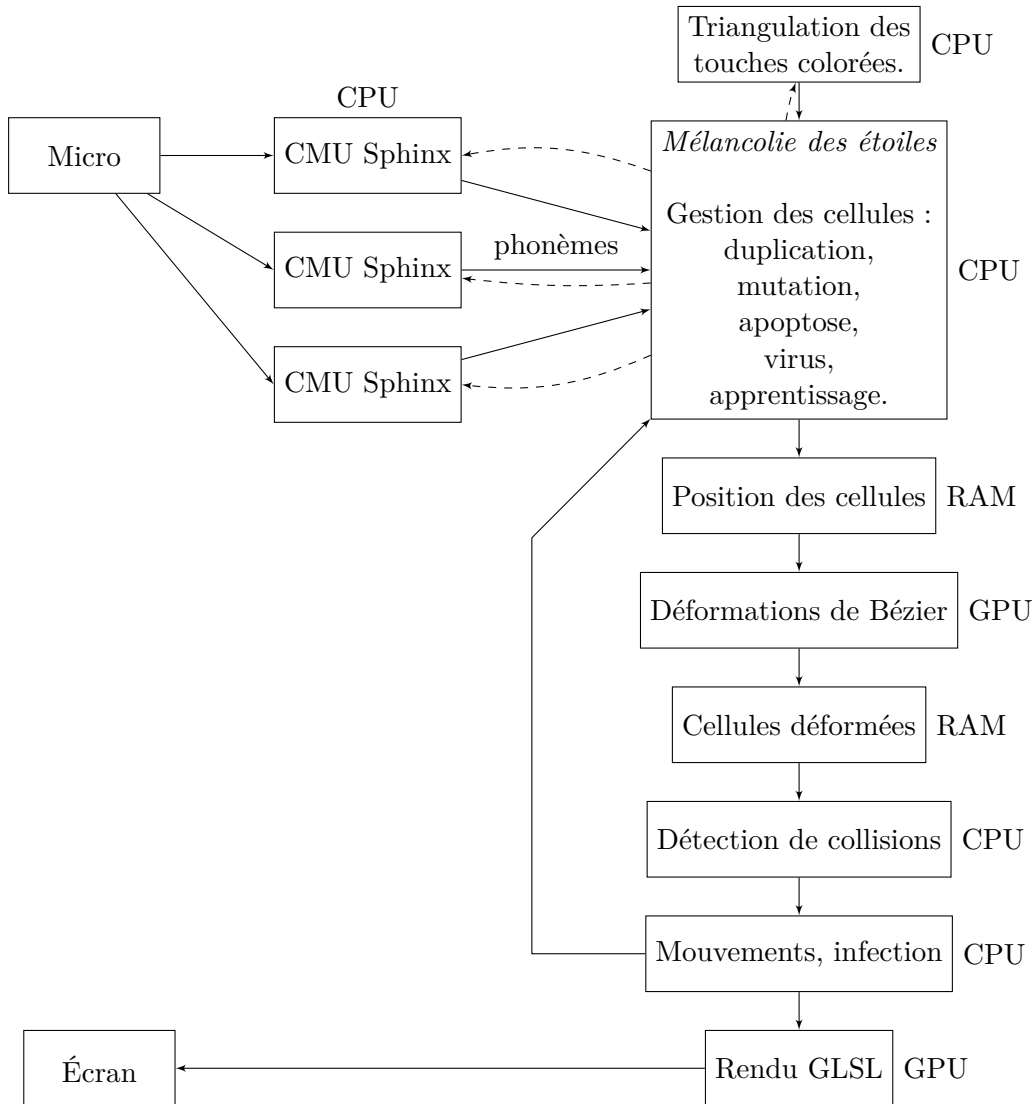 Triangulation des
touches colorées.
CPU
CPU
Micro
CMU Sphinx
Mélancolie des étoiles
Gestion des cellules :
duplication,
mutation,
apoptose,
virus,
apprentissage.
CPU
phonèmes
CMU Sphinx
CMU Sphinx
Position des cellules
RAM
Déformations de Bézier
GPU
Cellules déformées
RAM
Détection de collisions
CPU
Mouvements, infection
CPU
Écran
Rendu GLSL
GPU